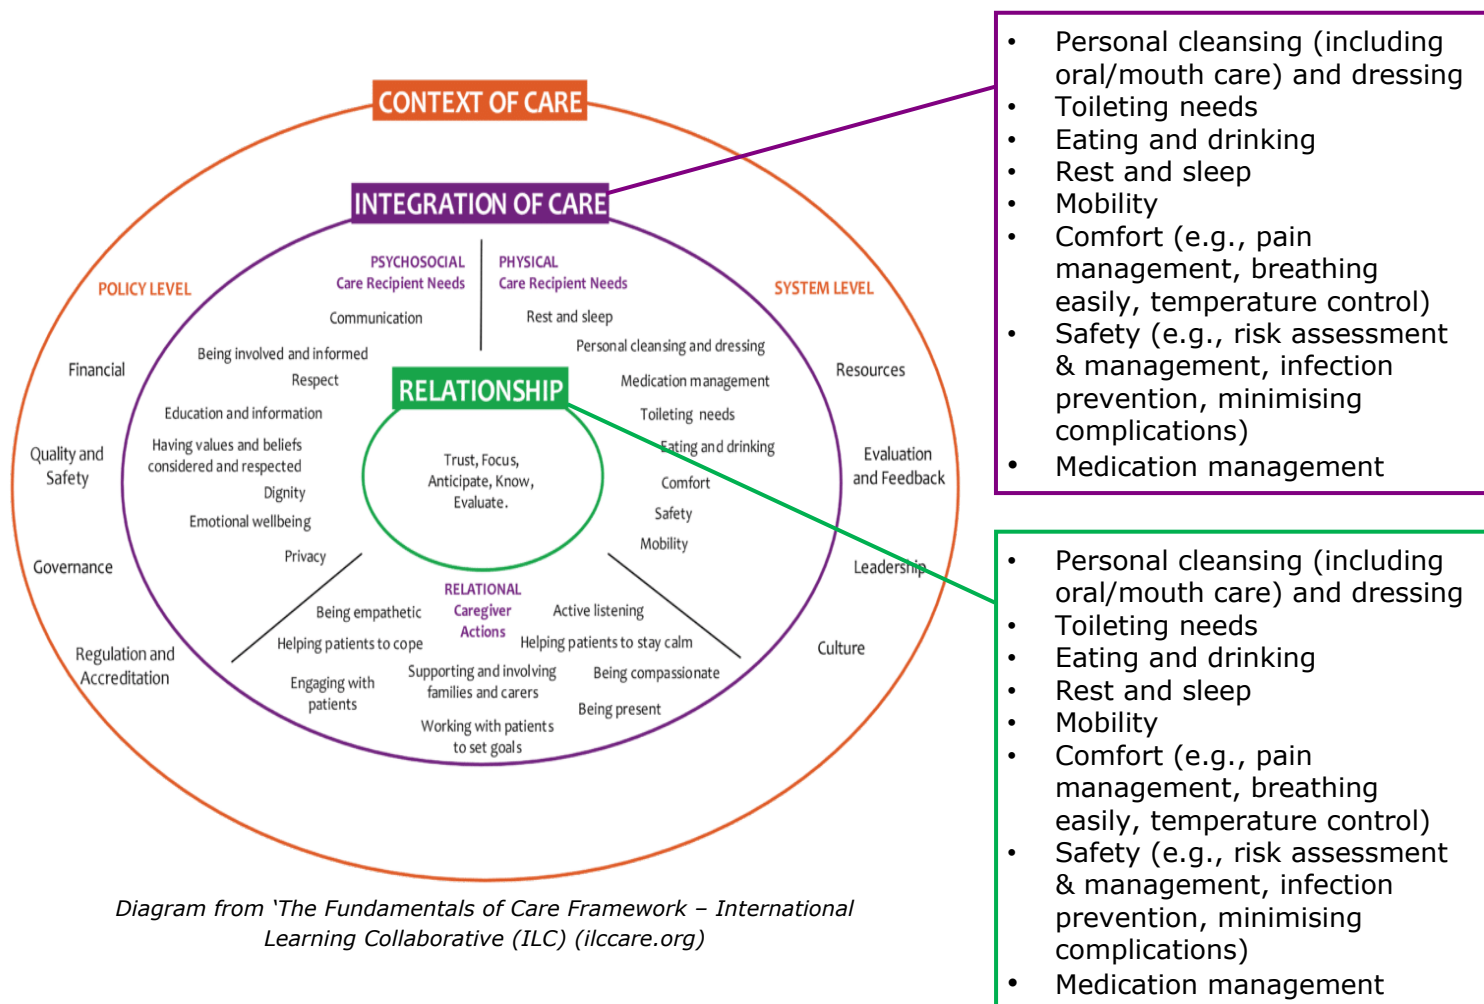 CONTEXT OF CARE
INTEGRATION OF CARE
PSYCHOSOCIAL
Care Recipient Needs
PHYSICAL
Care Recipient Needs
POLICY LEVEL
SYSTEM LEVEL
Communication
Rest and sleep
Being involved and informed
Personal cleansing and dressing
Financial
Respect
RELATIONSHIP
Medication management
Resources
Education and information
Toileting needs
Having values and beliefs
considered and respected
Eating and drinking
Quality and
Safety
Trust, Focus,
Anticipate, Know,
Evaluate.
Evaluation
and Feedback
Dignity
Comfort
Emotional wellbeing
Safety
Privacy
Mobility
Governance
Leadership
RELATIONAL
Caregiver
Actions
Being empathetic
Active listening
Helping patients to cope
Helping patients to stay calm
Regulation and
Accreditation
Culture
Engaging with
patients
Supporting and involving
families and carers
Being compassionate
Being present
Working with patients
to set goals
Diagram from ‘The Fundamentals of Care Framework – International
Learning Collaborative (ILC) (ilccare.org)
• Personal cleansing (including
oral/mouth care) and dressing
• Toileting needs
• Eating and drinking
• Rest and sleep
• Mobility
• Comfort (e.g., pain
management, breathing
easily, temperature control)
• Safety (e.g., risk assessment
& management, infection
prevention, minimising
complications)
• Medication management
• Personal cleansing (including
oral/mouth care) and dressing
• Toileting needs
• Eating and drinking
• Rest and sleep
• Mobility
• Comfort (e.g., pain
management, breathing
easily, temperature control)
• Safety (e.g., risk assessment
& management, infection
prevention, minimising
complications)
• Medication management